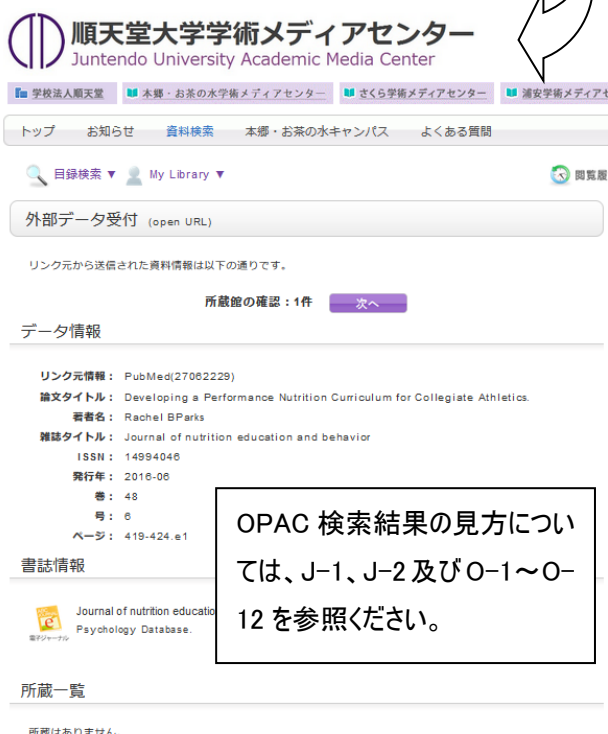 順天堂大学学術メディアセンター
Juntendo University Academic Media Center
学校法人順天堂 本郷・お茶の水学術メディアセンター さくら学術メディアセンター 浦安学術メディアセ
トップ お知らせ 資料検索 本郷・お茶の水キャンパス よくある質問
目録検索 ▼ My Library ▼ 閲覧履
外部データ受付 (open URL)
リンク元から送信された資料情報は以下の通りです。
所蔵館の確認：1件 次へ
データ情報
リンク元情報： PubMed(27062229)
論文タイトル： Developing a Performance Nutrition Curriculum for Collegiate Athletics.
著者名： Rachel BParks
雑誌タイトル： Journal of nutrition education and behavior
ISSN： 14994046
発行年： 2016-06
巻： 48
号： 6
ページ： 419-424.e1
書誌情報
電子ジャーナル
Journal of nutrition educatio
Psychology Database.
OPAC 検索結果の見方につい
ては、J-1、J-2 及び O-1～O-
12 を参照ください。
所蔵一覧
所蔵はありません